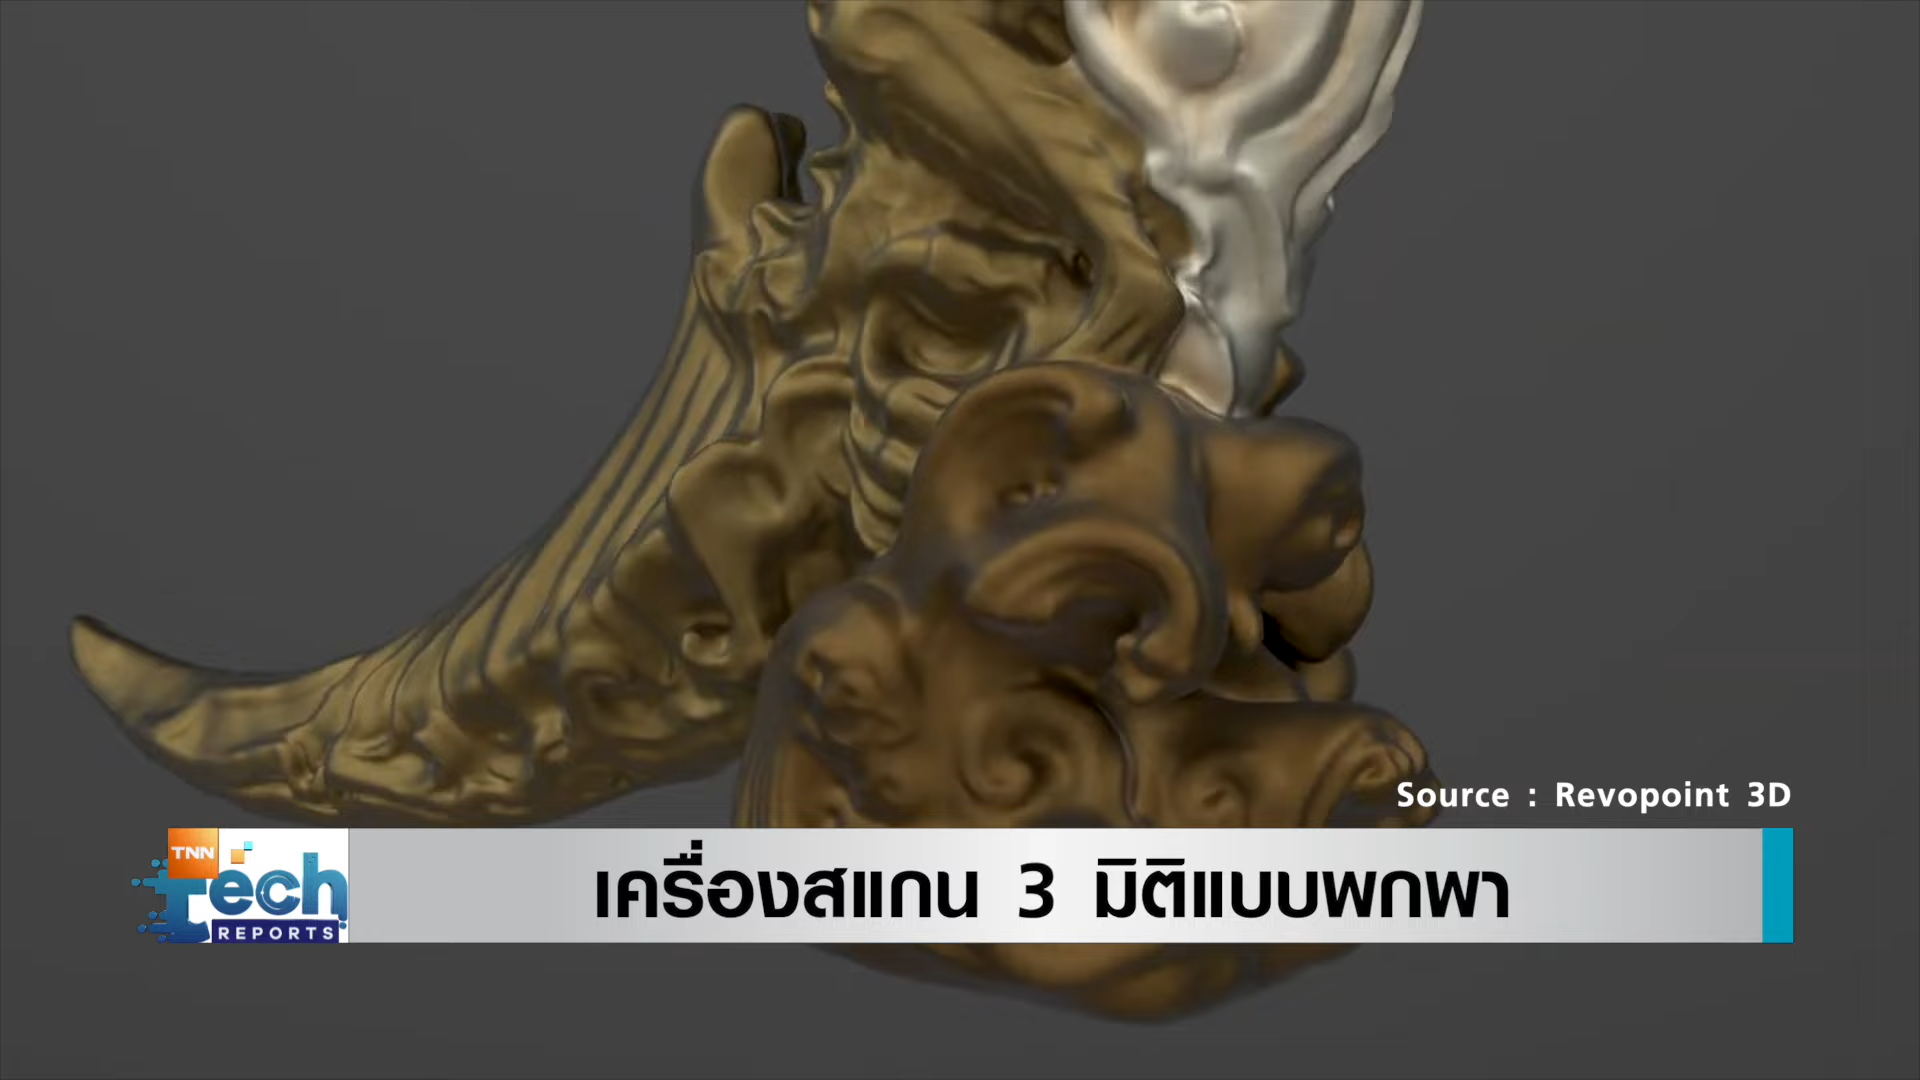 Source : Revopoint 3D
TNN
tech
REPORTS
เครื่องสแกน 3 มิติแบบพกพา